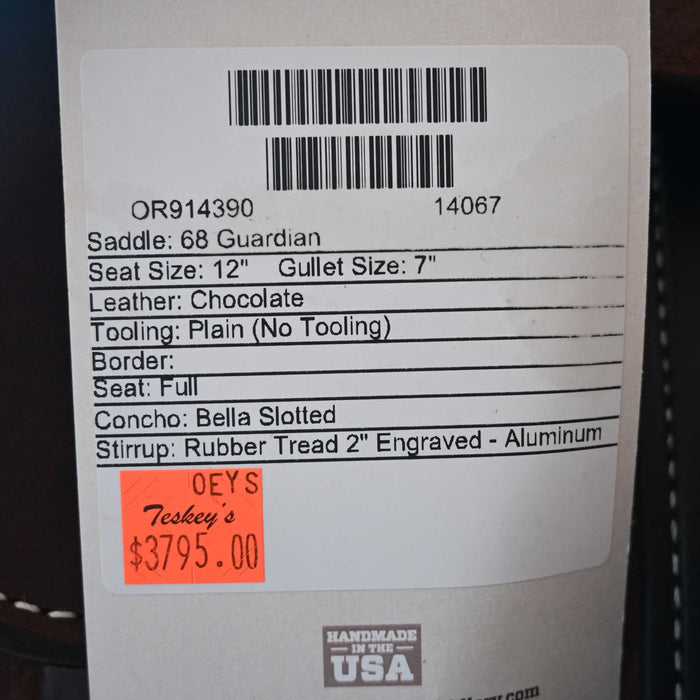 OR914390 14067
Saddle: 68 Guardian
Seat Size: 12" Gullet Size: 7"
Leather: Chocolate
Tooling: Plain (No Tooling)
Border:
Seat: Full
Concho: Bella Slotted
Stirrup: Rubber Tread 2" Engraved - Aluminum
OEYS
Teskey's
$3795.00
HANDMADE
IN THE
USA